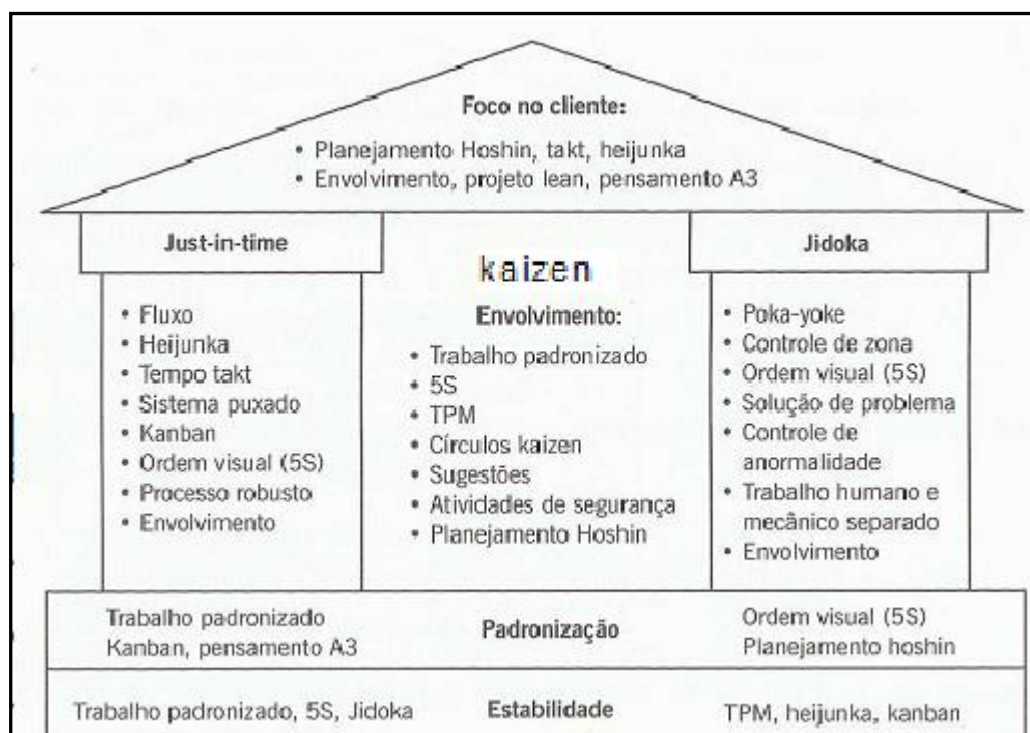 Foco no cliente:
• Planejamento Hoshin, takt, heijunka
• Envolvimento, projeto lean, pensamento A3
Just-in-time
• Fluxo
• Heijunka
• Tempo takt
• Sistema puxado
• Kanban
• Ordem visual (5S)
• Processo robusto
• Envolvimento
kaizen
Envolvimento:
• Trabalho padronizado
• 5S
• TPM
• Círculos kaizen
• Sugestões
• Atividades de segurança
• Planejamento Hoshin
Jidoka
• Poka-yoke
• Controle de zona
• Ordem visual (5S)
• Solução de problema
• Controle de
anormalidade
• Trabalho humano e
mecânico separado
• Envolvimento
Trabalho padronizado
Kanban, pensamento A3
Padronização
Ordem visual (5S)
Planejamento hoshin
Trabalho padronizado, 5S, Jidoka
Estabilidade
TPM, heijunka, kanban